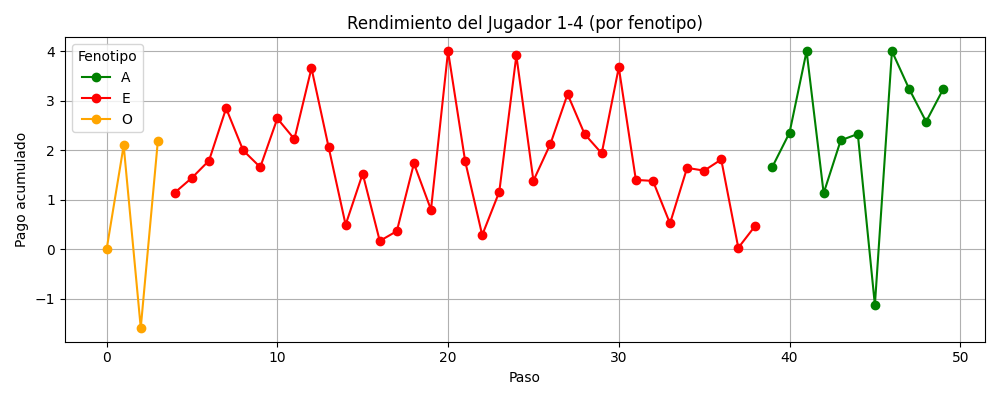 Rendimiento del Jugador 1-4 (por fenotipo)
Fenotipo
A
E
O
Pago acumulado
4
3
2
1
0
−1
0 10 20 30 40 50
Paso